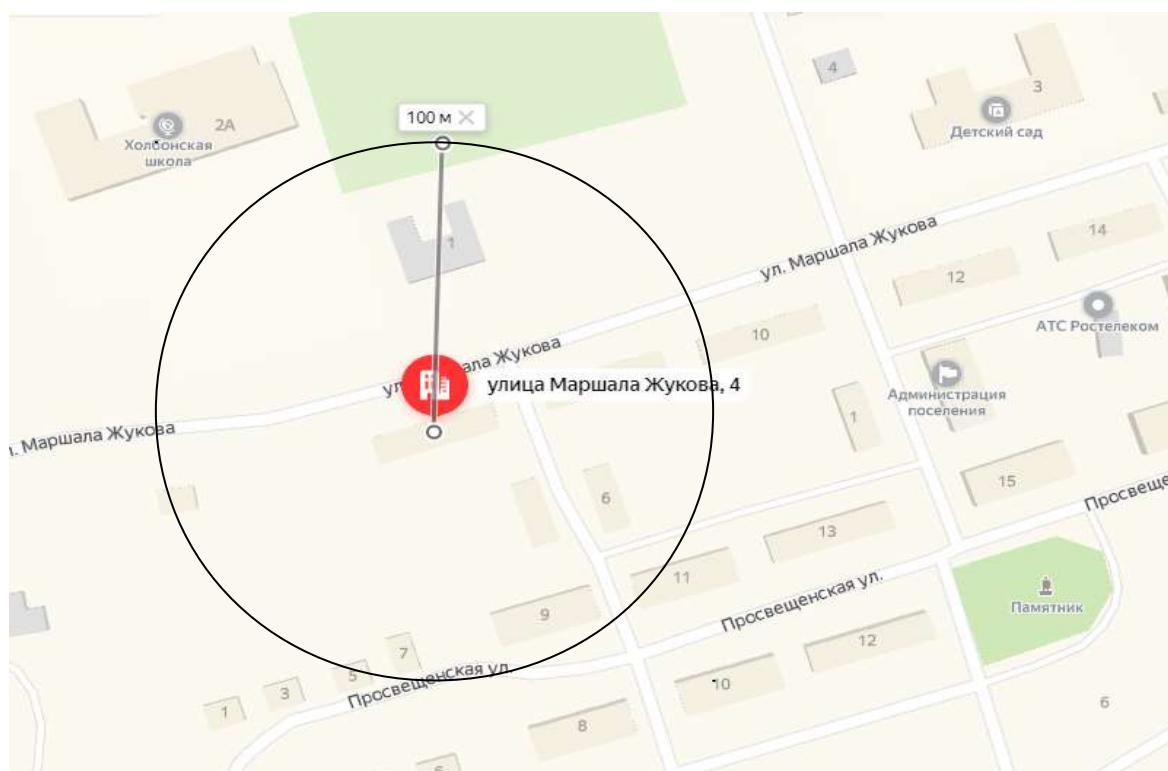 4
3
100 м
2А
Холбонская
школа
Детский сад
1
ул. Маршала Жукова
14
12
10
АТС Ростелеком
ла Жукова
ул
улица Маршала Жукова, 4
Администрация
поселения
1
. Маршала Жукова
15
6
Просвеще
13
11
Просвещенская ул.
Памятник
9
12
7
5
3
1
Просвещенская ул.
10
6
8
6